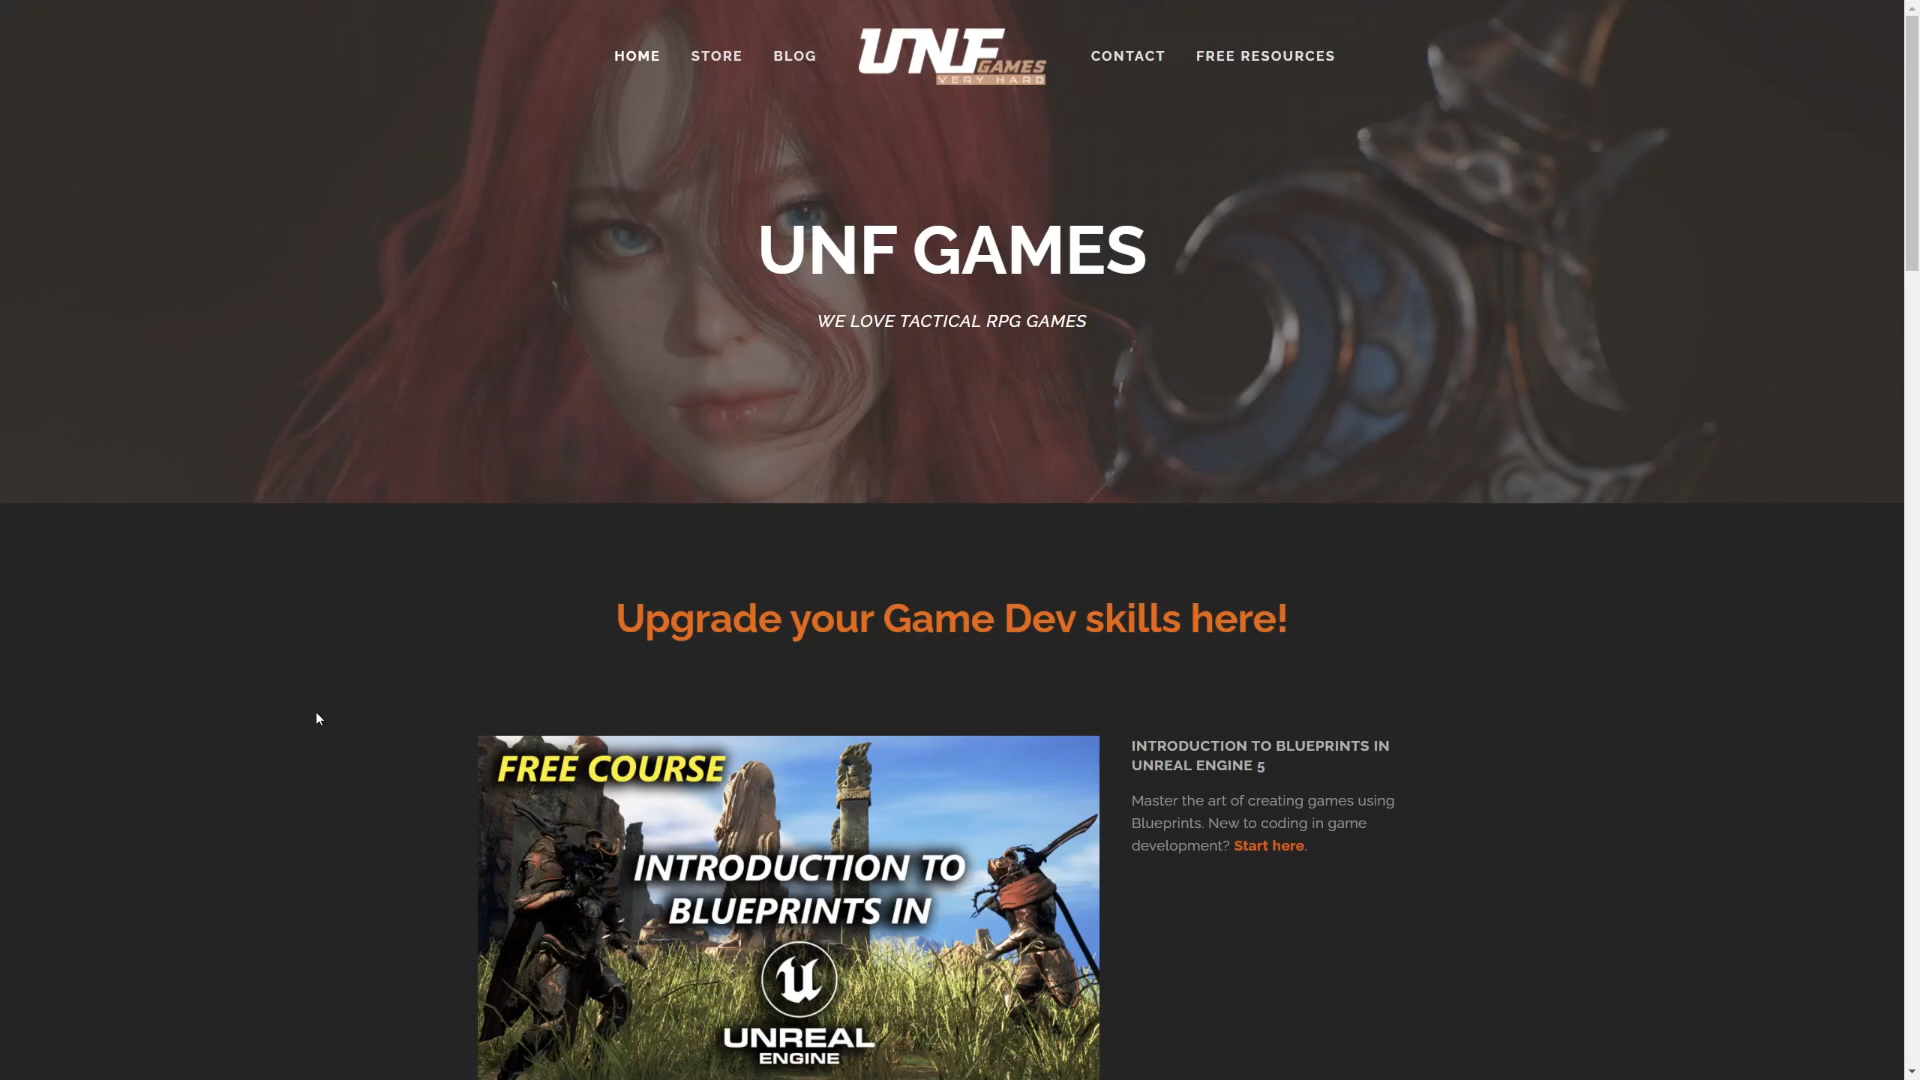 HOME
STORE
BLOG
UNF
GAMES
VERY HARD
CONTACT
FREE RESOURCES
UNF GAMES
WE LOVE TACTICAL RPG GAMES
Upgrade your Game Dev skills here!
FREE COURSE
INTRODUCTION TO
BLUEPRINTS IN
UNREAL
ENGINE
INTRODUCTION TO BLUEPRINTS IN
UNREAL ENGINE 5
Master the art of creating games using
Blueprints. New to coding in game
development? Start here.